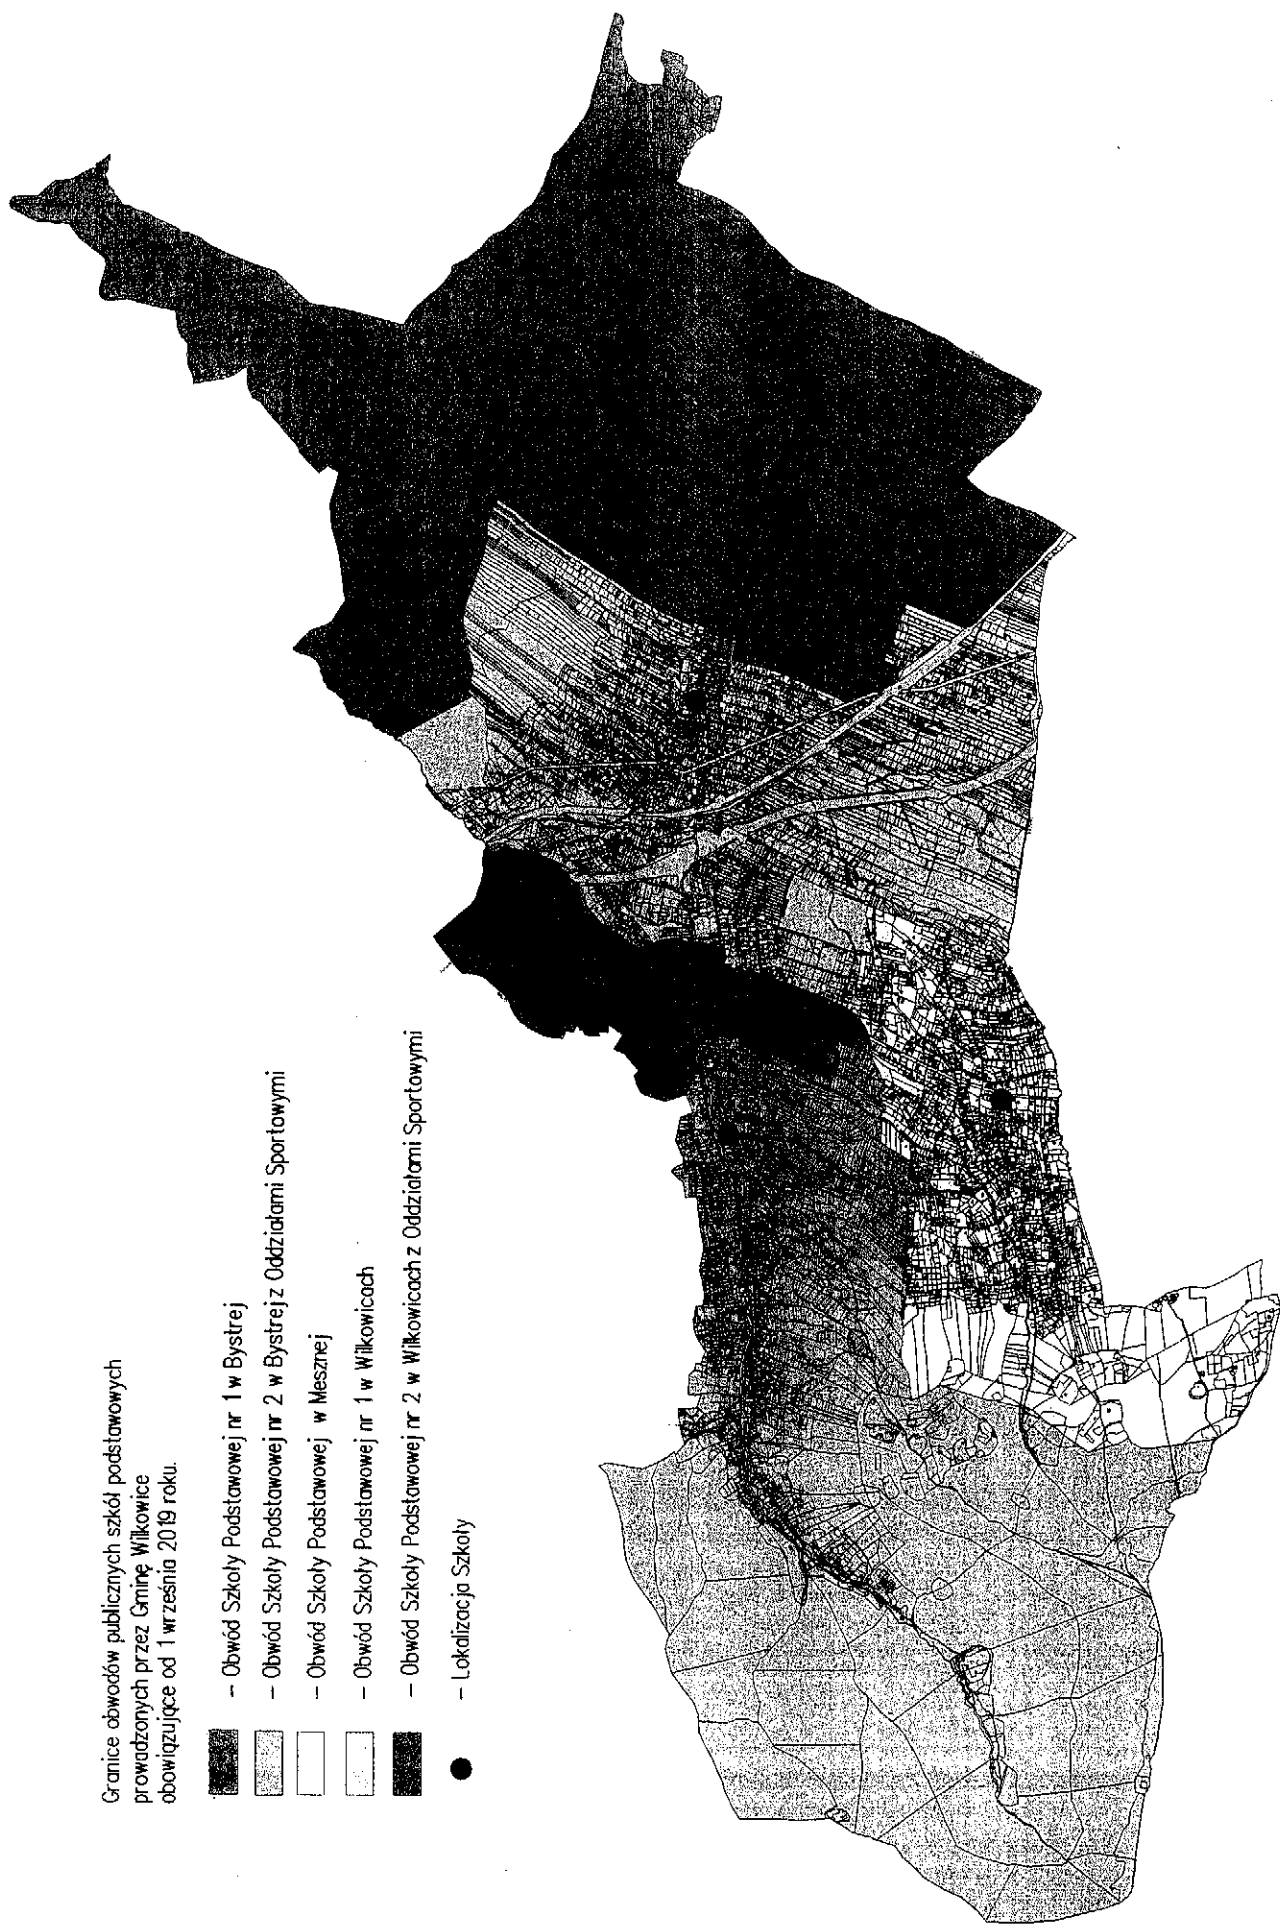 Granice obwodów publicznych szkół podstawowych
prowadzonych przez Gminę Wilkowice
obowiązujące od 1 września 2019 roku.
– Obwód Szkoły Podstawowej nr 1 w Bystrej
– Obwód Szkoły Podstawowej nr 2 w Bystrej z Oddziałami Sportowymi
– Obwód Szkoły Podstawowej w Mesznej
– Obwód Szkoły Podstawowej nr 1 w Wilkowicach
– Obwód Szkoły Podstawowej nr 2 w Wilkowicach z Oddziałami Sportowymi
– Lokalizacja Szkoły